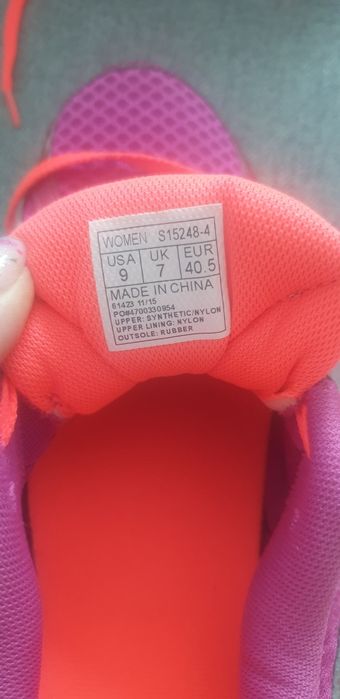 WOMEN S15248-4
USA UK EUR
9 7 40.5
MADE IN CHINA
61423 11/15
PO#4700330954
UPPER: SYNTHETIC/NYLON
UPPER LINING: NYLON
OUTSOLE: RUBBER